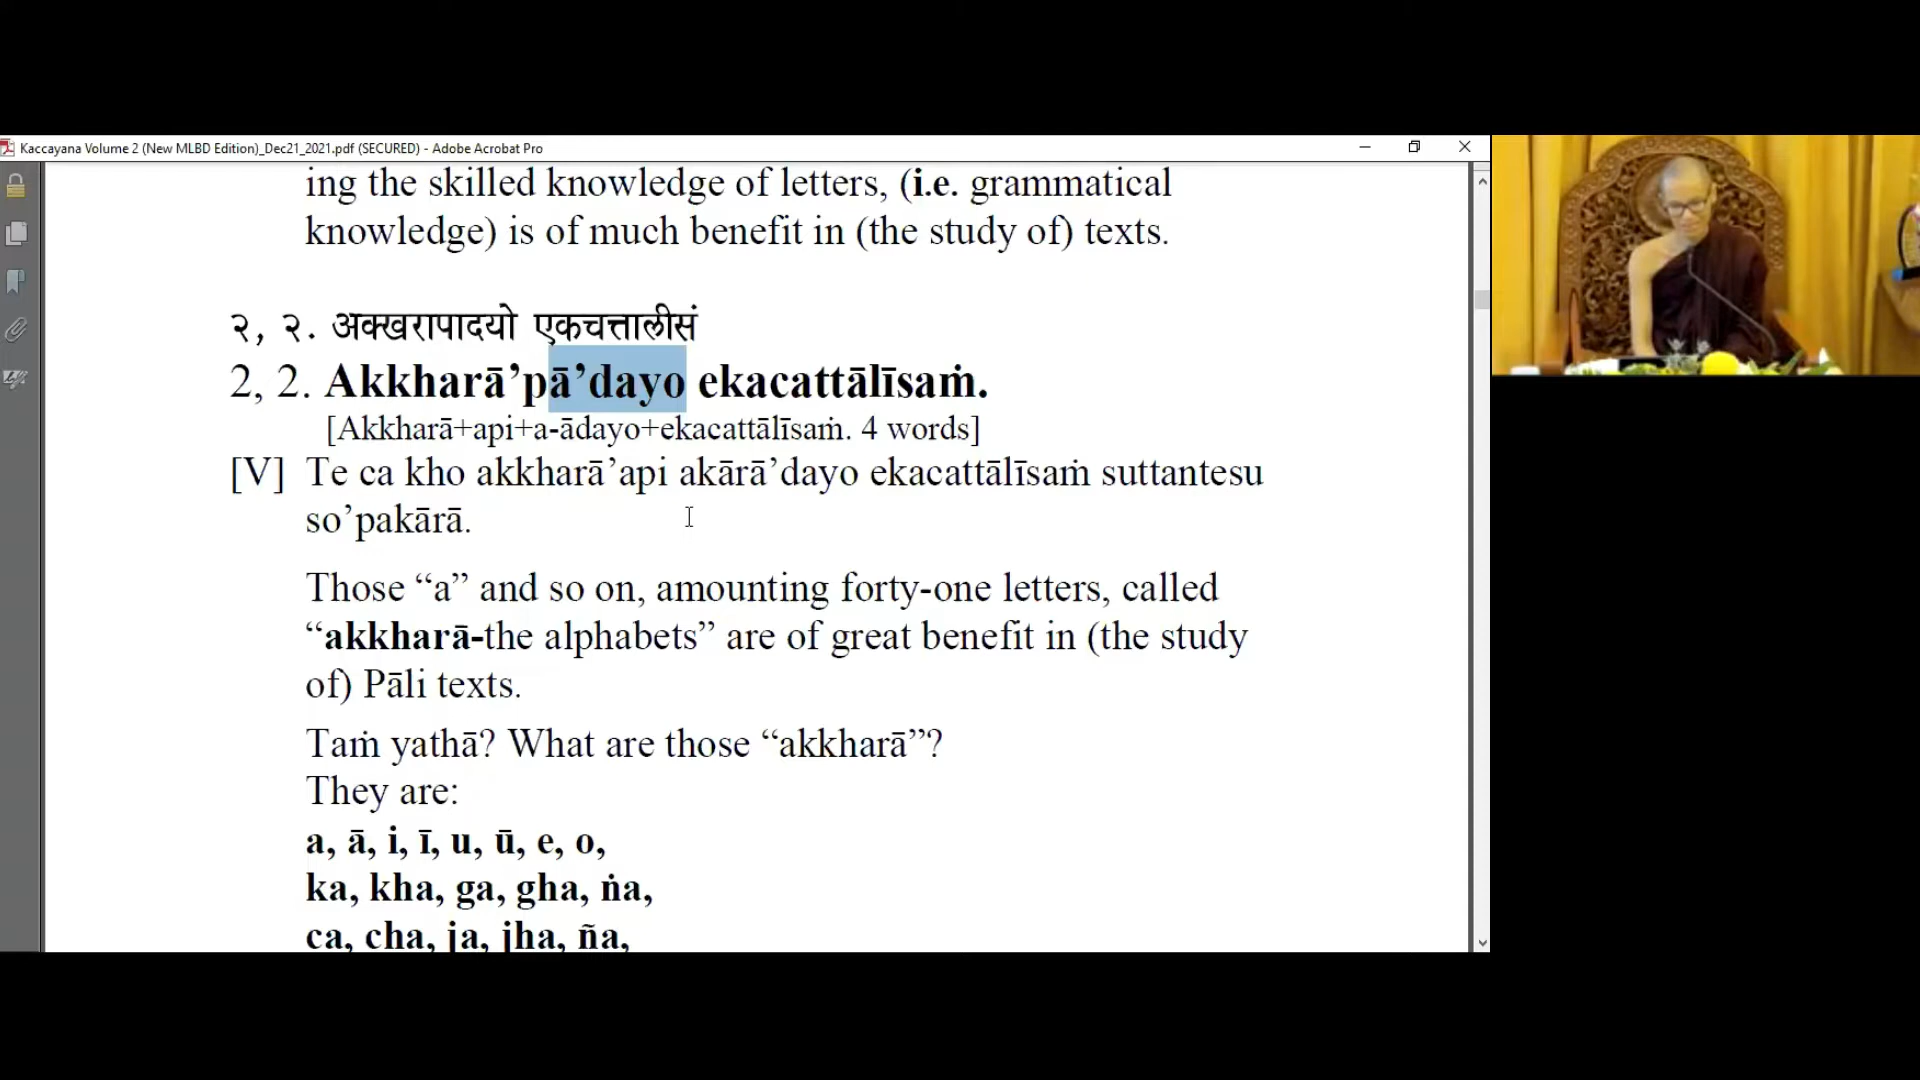 Kaccayana Volume 2 (New MLBD Edition)_Dec21_2021.pdf (SECURED) - Adobe Acrobat Pro
ing the skilled knowledge of letters, (i.e. grammatical
knowledge) is of much benefit in (the study of) texts.
२, २. अक्खरापादयो एकचत्तालीसं
2, 2. Akkharā’pā’dayo ekacattālīsaṁ.
[Akkharā+api+a-ādayo+ekacattālīsaṁ. 4 words]
[V] Te ca kho akkharā’api akārā’dayo ekacattālīsaṁ suttantesu
so’pakārā.
Those “a” and so on, amounting forty-one letters, called
“akkharā-the alphabets” are of great benefit in (the study
of) Pāli texts.
Taṁ yathā? What are those “akkharā”?
They are:
a, ā, i, ī, u, ū, e, o,
ka, kha, ga, gha, ṅa,
ca, cha, ja, jha, ña,